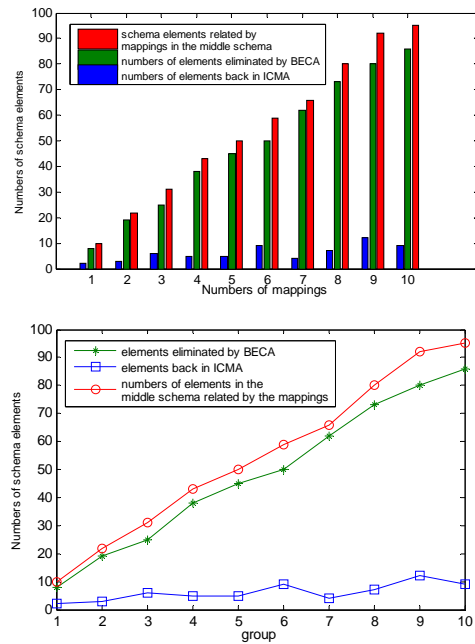 100
90
80
70
60
50
40
30
20
10
0
Numbers of schema elements
schema elements related by
mappings in the middle schema
numbers of elements eliminated by BECA
numbers of elements back in ICMA
1 2 3 4 5 6 7 8 9 10
Numbers of mappings
100
90
80
70
60
50
40
30
20
10
0
Numbers of schema elements
elements eliminated by BECA
elements back in ICMA
numbers of elements in the
middle schema related by the mappings
1 2 3 4 5 6 7 8 9 10
group